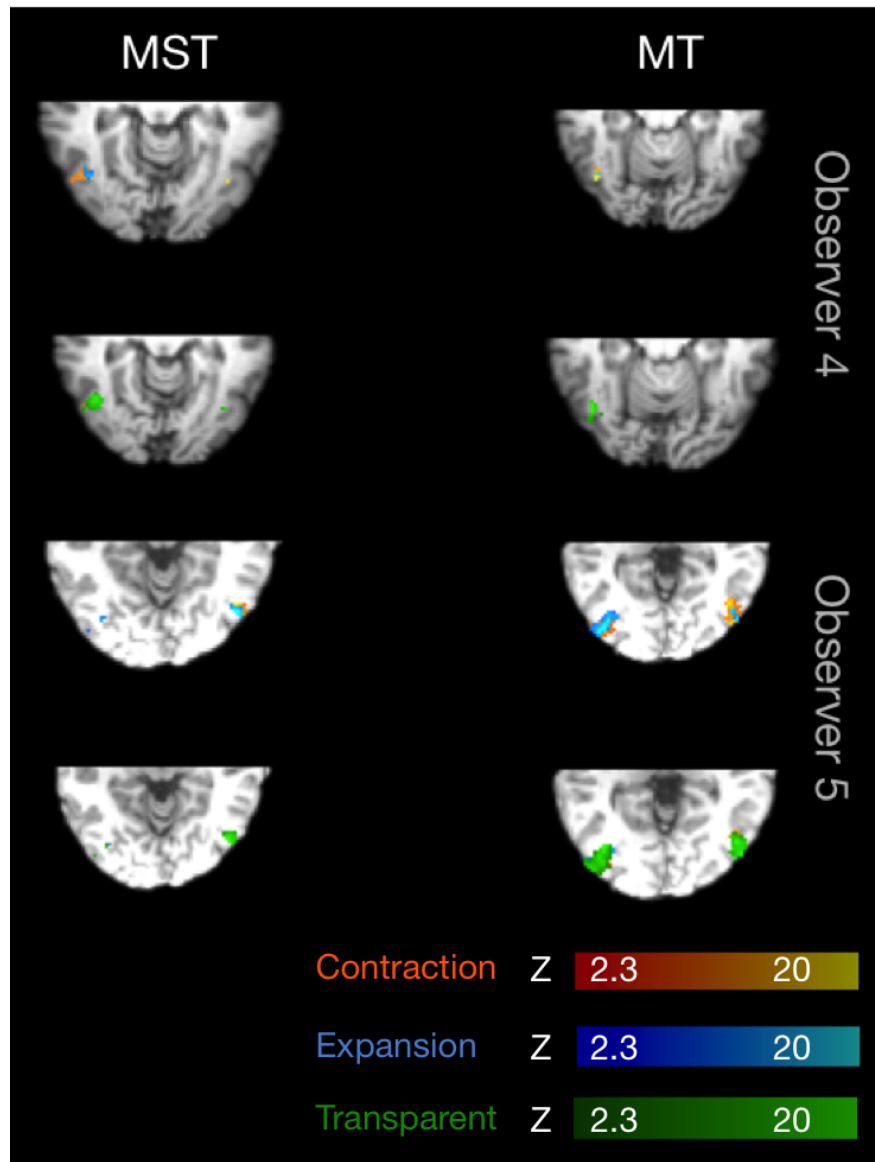 MST MT
Observer 4
Observer 5
Contraction Z 2.3 20
Expansion Z 2.3 20
Transparent Z 2.3 20